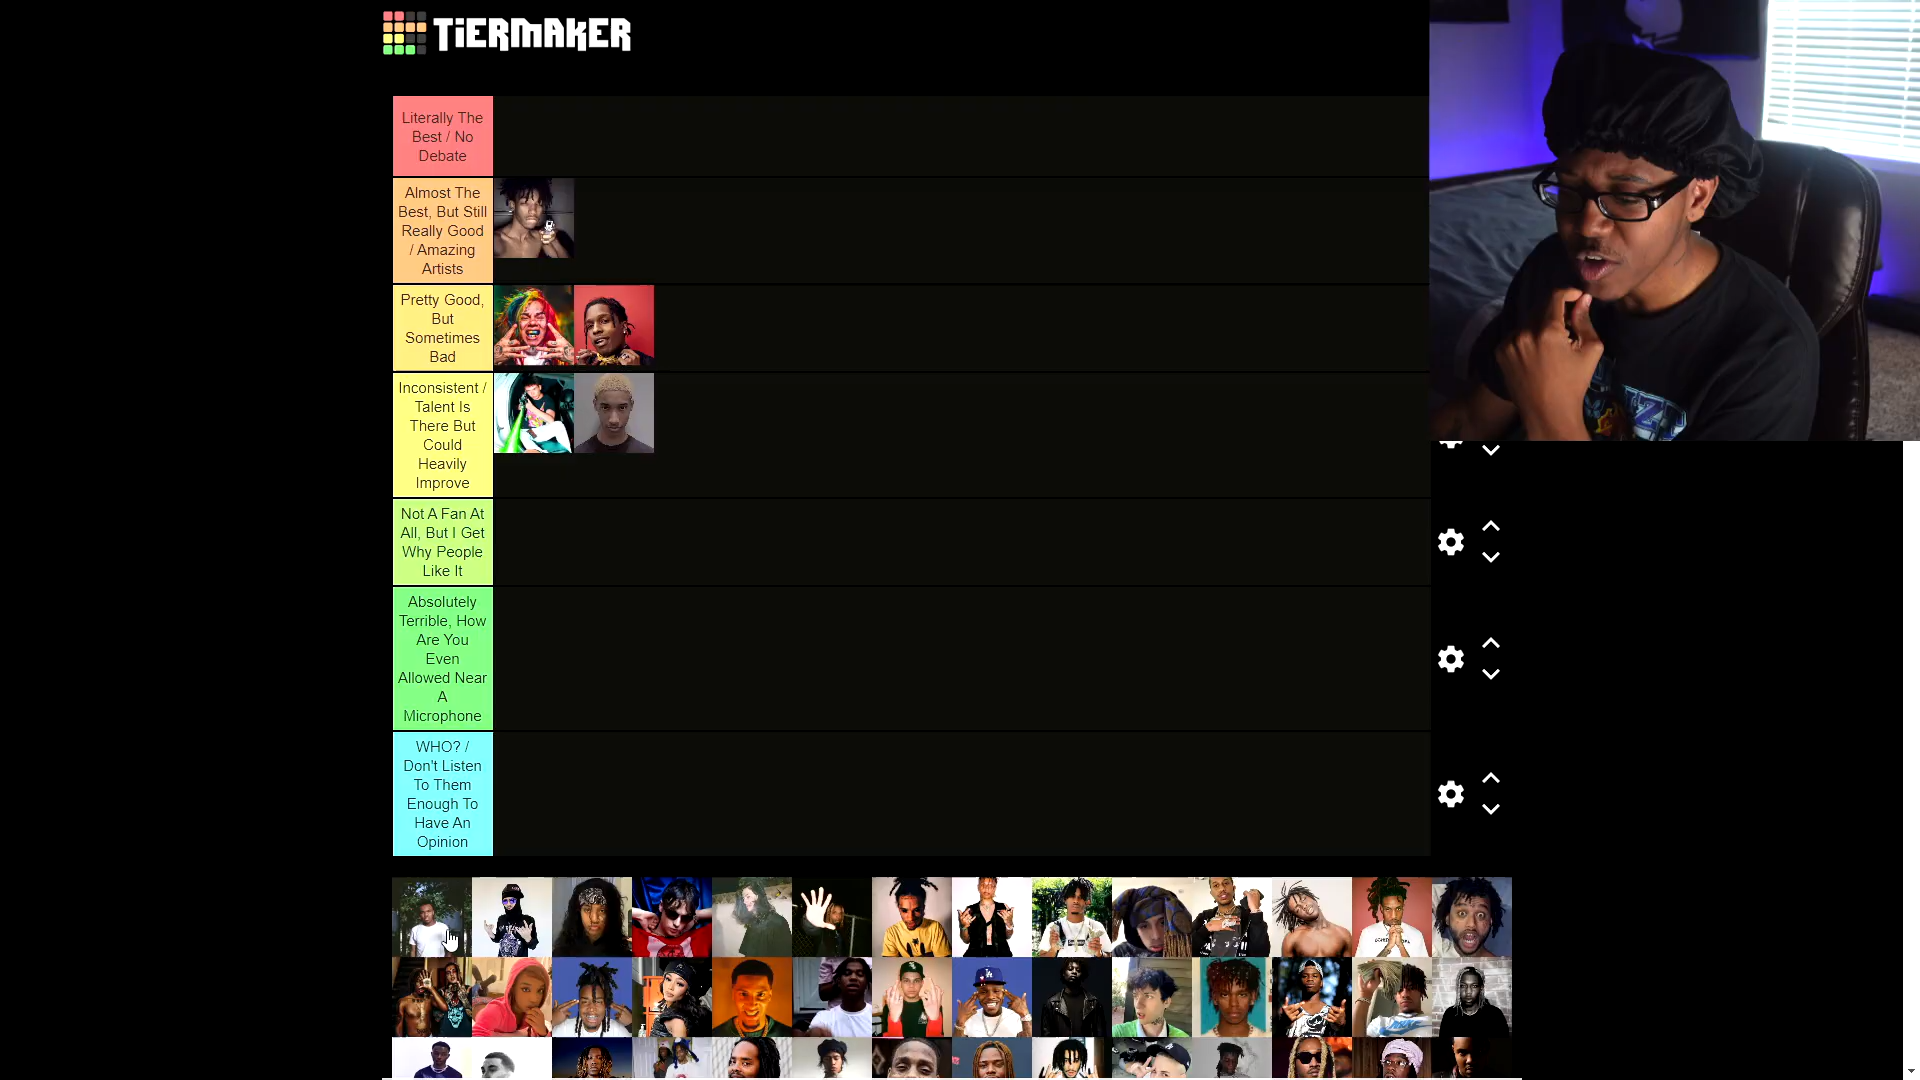 TiERMAKER
Literally The
Best / No
Debate
Almost The
Best, But Still
Really Good
/ Amazing
Artists
Pretty Good,
But
Sometimes
Bad
Inconsistent /
Talent Is
There But
Could
Heavily
Improve
Not A Fan At
All, But I Get
Why People
Like It
Absolutely
Terrible, How
Are You
Even
Allowed Near
A
Microphone
WHO? /
Don't Listen
To Them
Enough To
Have An
Opinion